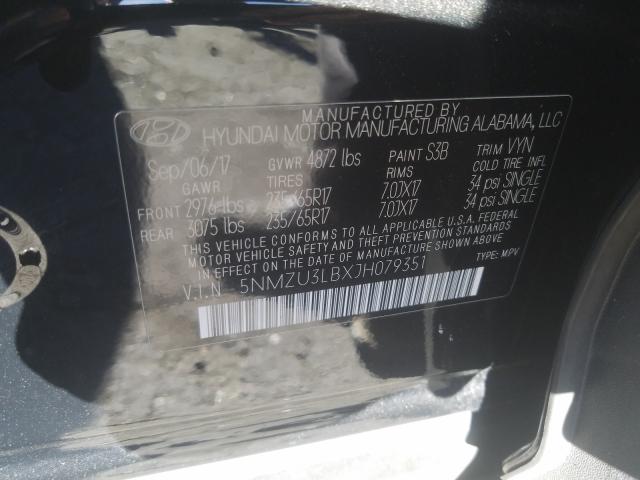 MANUFACTURED BY
HYUNDAI MOTOR MANUFACTURING ALABAMA, LLC
Sep/06/17 GVWR 4872 lbs PAINT S3B TRIM VYN
GAWR TIRES RIMS COLD TIRE INFL
FRONT 2976 lbs 235/65R17 7.0JX17 34 psi SINGLE
REAR 3075 lbs 235/65R17 7.0JX17 34 psi SINGLE
THIS VEHICLE CONFORMS TO ALL APPLICABLE U.S.A. FEDERAL
MOTOR VEHICLE SAFETY AND THEFT PREVENTION STANDARDS
IN EFFECT ON THE DATE OF MANUFACTURE SHOWN ABOVE
V.I.N 5NMZU3LBXJH079351 TYPE: MPV